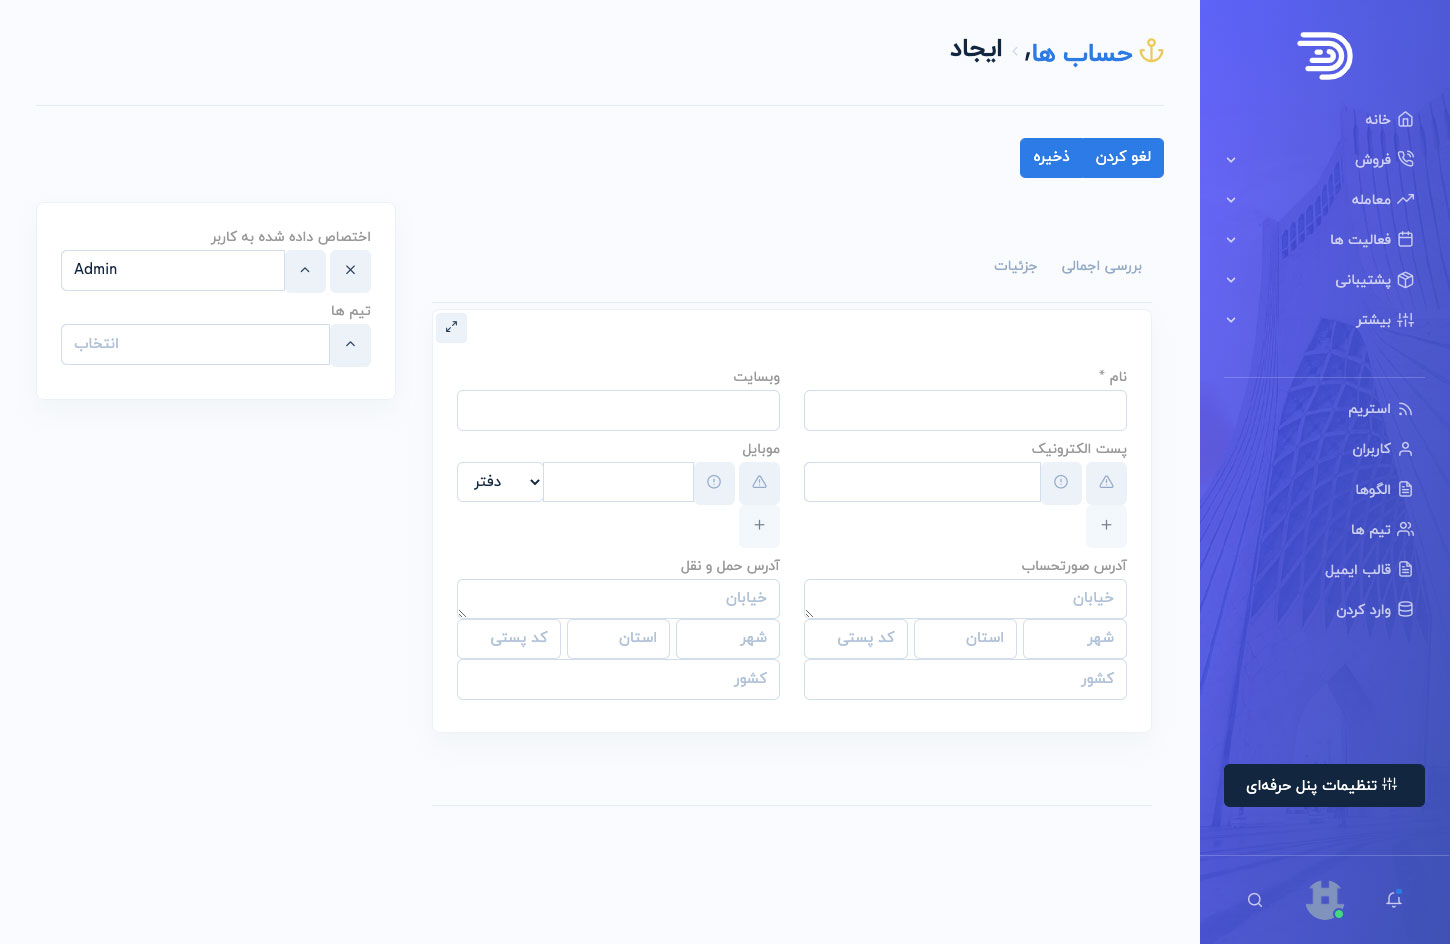 خانه
فروش
معامله
فعالیت ها
پشتیبانی
بیشتر
استریم
کاربران
الگوها
تیم ها
قالب ایمیل
وارد کردن
تنظیمات پنل حرفه‌ای
حساب ها, › ایجاد
لغو کردن ذخیره
بررسی اجمالی جزئیات
نام * وبسایت
پست الکترونیک موبایل
دفتر
آدرس صورتحساب آدرس حمل و نقل
خیابان خیابان
شهر استان کد پستی شهر استان کد پستی
کشور کشور
اختصاص داده شده به کاربر
Admin
تیم ها
انتخاب